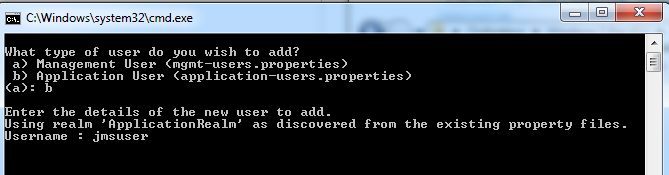 C:\Windows\system32\cmd.exe
What type of user do you wish to add?
a) Management User (mgmt-users.properties)
b) Application User (application-users.properties)
(a): b
Enter the details of the new user to add.
Using realm 'ApplicationRealm' as discovered from the existing property files.
Username : jmsuser